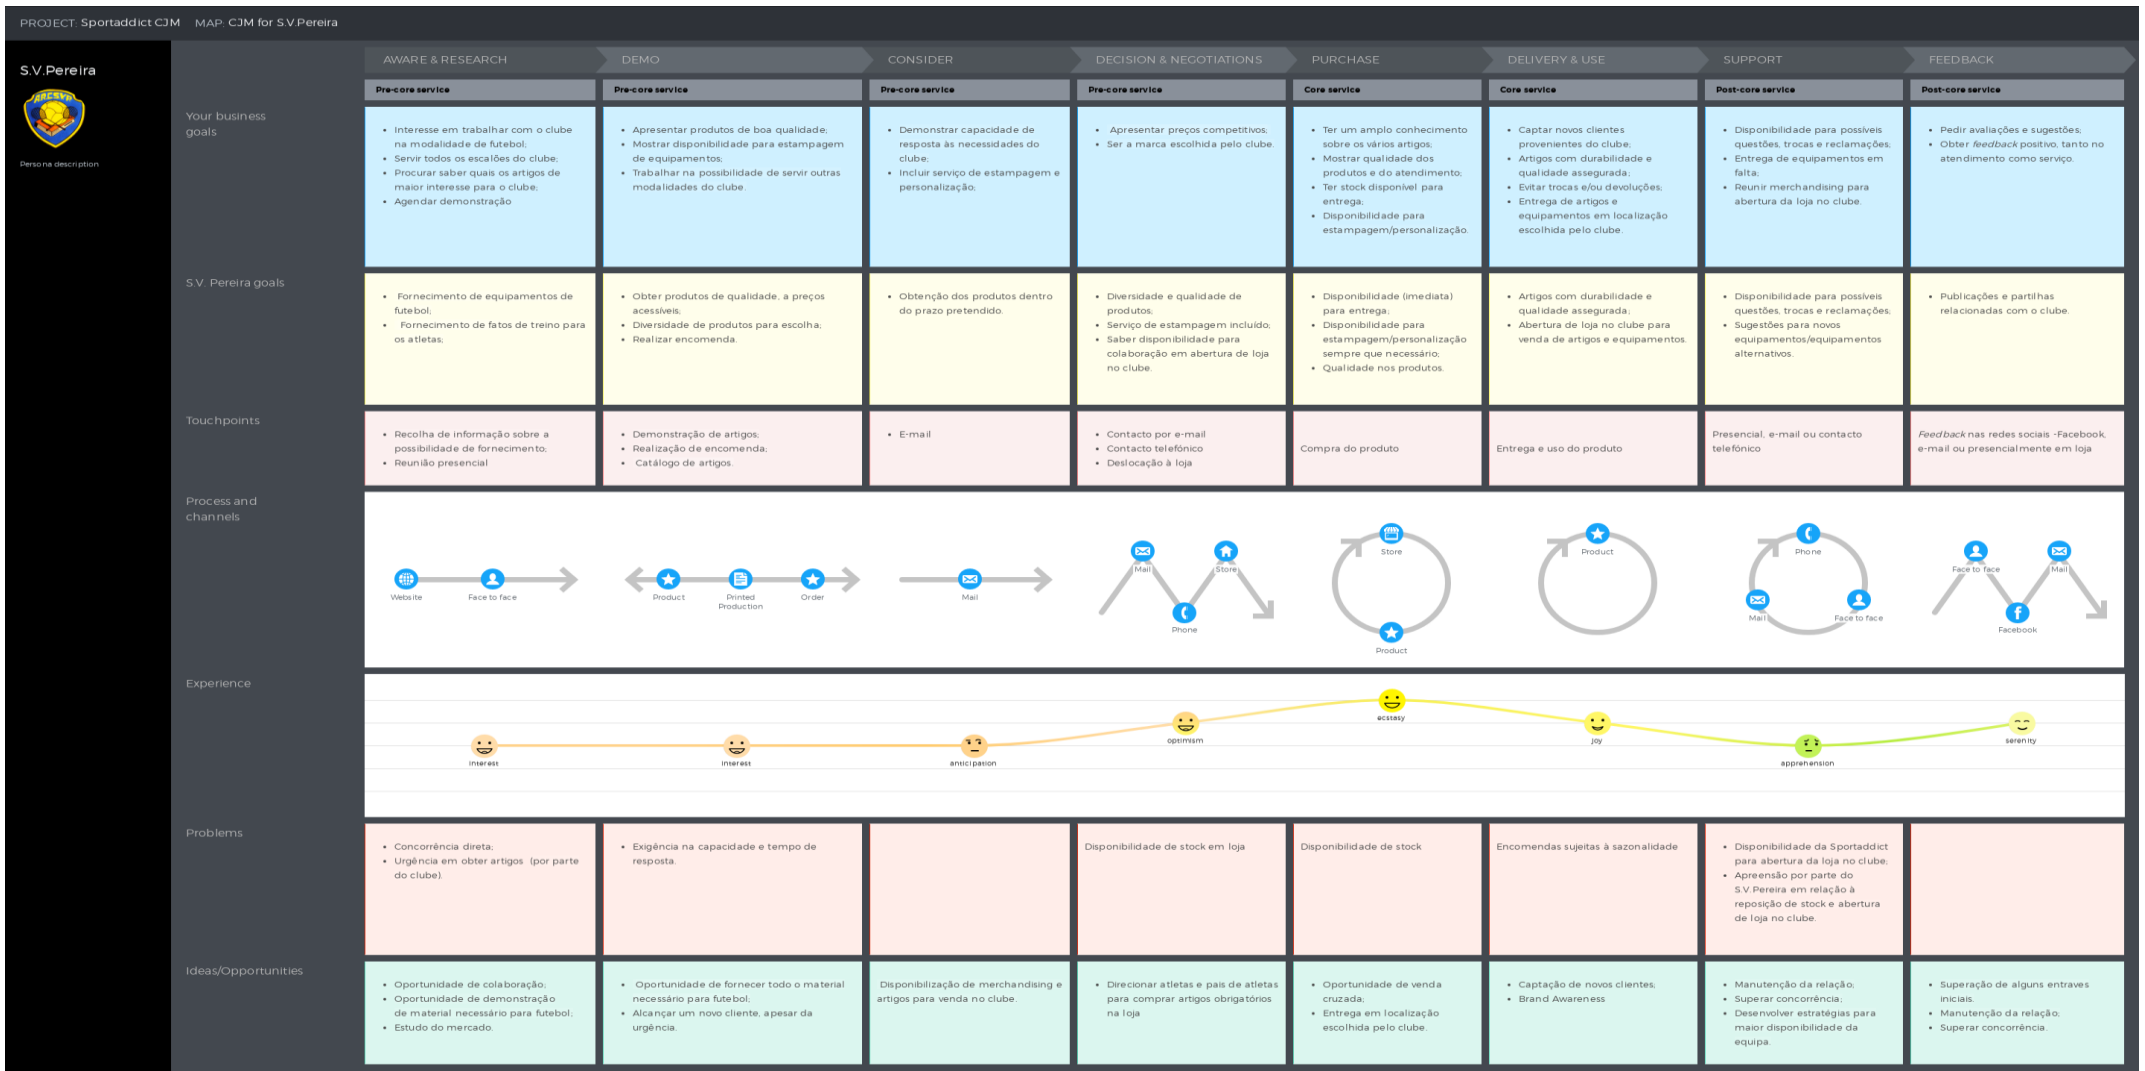 PROJECT: Sportaddict CJM MAP: CJM for S.V.Pereira
S.V.Pereira
ARCSVP
Persona description
AWARE & RESEARCH
DEMO
CONSIDER
DECISION & NEGOTIATIONS
PURCHASE
DELIVERY & USE
SUPPORT
FEEDBACK
Pre-core service
Pre-core service
Pre-core service
Pre-core service
Core service
Core service
Post-core service
Post-core service
Your business
goals
• Interesse em trabalhar com o clube
na modalidade de futebol;
• Servir todos os escalões do clube;
• Procurar saber quais os artigos de
maior interesse para o clube;
• Agendar demonstração
• Apresentar produtos de boa qualidade;
• Mostrar disponibilidade para estampagem
de equipamentos;
• Trabalhar na possibilidade de servir outras
modalidades do clube.
• Demonstrar capacidade de
resposta às necessidades do
clube;
• Incluir serviço de estampagem e
personalização;
• Apresentar preços competitivos;
• Ser a marca escolhida pelo clube.
• Ter um amplo conhecimento
sobre os vários artigos;
• Mostrar qualidade dos
produtos e do atendimento;
• Ter stock disponível para
entrega;
• Disponibilidade para
estampagem/personalização.
• Captar novos clientes
provenientes do clube;
• Artigos com durabilidade e
qualidade assegurada;
• Evitar trocas e/ou devoluções;
• Entrega de artigos e
equipamentos em localização
escolhida pelo clube.
• Disponibilidade para possíveis
questões, trocas e reclamações;
• Entrega de equipamentos em
falta;
• Reunir merchandising para
abertura da loja no clube.
• Pedir avaliações e sugestões;
• Obter feedback positivo, tanto no
atendimento como serviço.
S.V. Pereira goals
• Fornecimento de equipamentos de
futebol;
• Fornecimento de fatos de treino para
os atletas;
• Obter produtos de qualidade, a preços
acessíveis;
• Diversidade de produtos para escolha;
• Realizar encomenda.
• Obtenção dos produtos dentro
do prazo pretendido.
• Diversidade e qualidade de
produtos;
• Serviço de estampagem incluído;
• Saber disponibilidade para
colaboração em abertura de loja
no clube.
• Disponibilidade (imediata)
para entrega;
• Disponibilidade para
estampagem/personalização
sempre que necessário;
• Qualidade nos produtos.
• Artigos com durabilidade e
qualidade assegurada;
• Abertura de loja no clube para
venda de artigos e equipamentos.
• Disponibilidade para possíveis
questões, trocas e reclamações;
• Sugestões para novos
equipamentos/equipamentos
alternativos.
• Publicações e partilhas
relacionadas com o clube.
Touchpoints
• Recolha de informação sobre a
possibilidade de fornecimento;
• Reunião presencial
• Demonstração de artigos;
• Realização de encomenda;
• Catálogo de artigos.
• E-mail
• Contacto por e-mail
• Contacto telefónico
• Deslocação à loja
Compra do produto
Entrega e uso do produto
Presencial, e-mail ou contacto
telefónico
Feedback nas redes sociais -Facebook,
e-mail ou presencialmente em loja
Process and
channels
Website
Face to face
Product
Printed
Production
Order
Mail
Mail
Store
Phone
Store
Product
Product
Phone
Mail
Face to face
Face to face
Mail
Facebook
Experience
interest
interest
anticipation
optimism
ecstasy
joy
apprehension
serenity
Problems
• Concorrência direta;
• Urgência em obter artigos (por parte
do clube).
• Exigência na capacidade e tempo de
resposta.
Disponibilidade de stock em loja
Disponibilidade de stock
Encomendas sujeitas à sazonalidade
• Disponibilidade da Sportaddict
para abertura da loja no clube;
• Apreensão por parte do
S.V.Pereira em relação à
reposição de stock e abertura
de loja no clube.
Ideas/Opportunities
• Oportunidade de colaboração;
• Oportunidade de demonstração
de material necessário para futebol;
• Estudo do mercado.
• Oportunidade de fornecer todo o material
necessário para futebol;
• Alcançar um novo cliente, apesar da
urgência.
Disponibilização de merchandising e
artigos para venda no clube.
• Direcionar atletas e pais de atletas
para comprar artigos obrigatórios
na loja
• Oportunidade de venda
cruzada;
• Entrega em localização
escolhida pelo clube.
• Captação de novos clientes;
• Brand Awareness
• Manutenção da relação;
• Superar concorrência;
• Desenvolver estratégias para
maior disponibilidade da
equipa.
• Superação de alguns entraves
iniciais.
• Manutenção da relação;
• Superar concorrência.